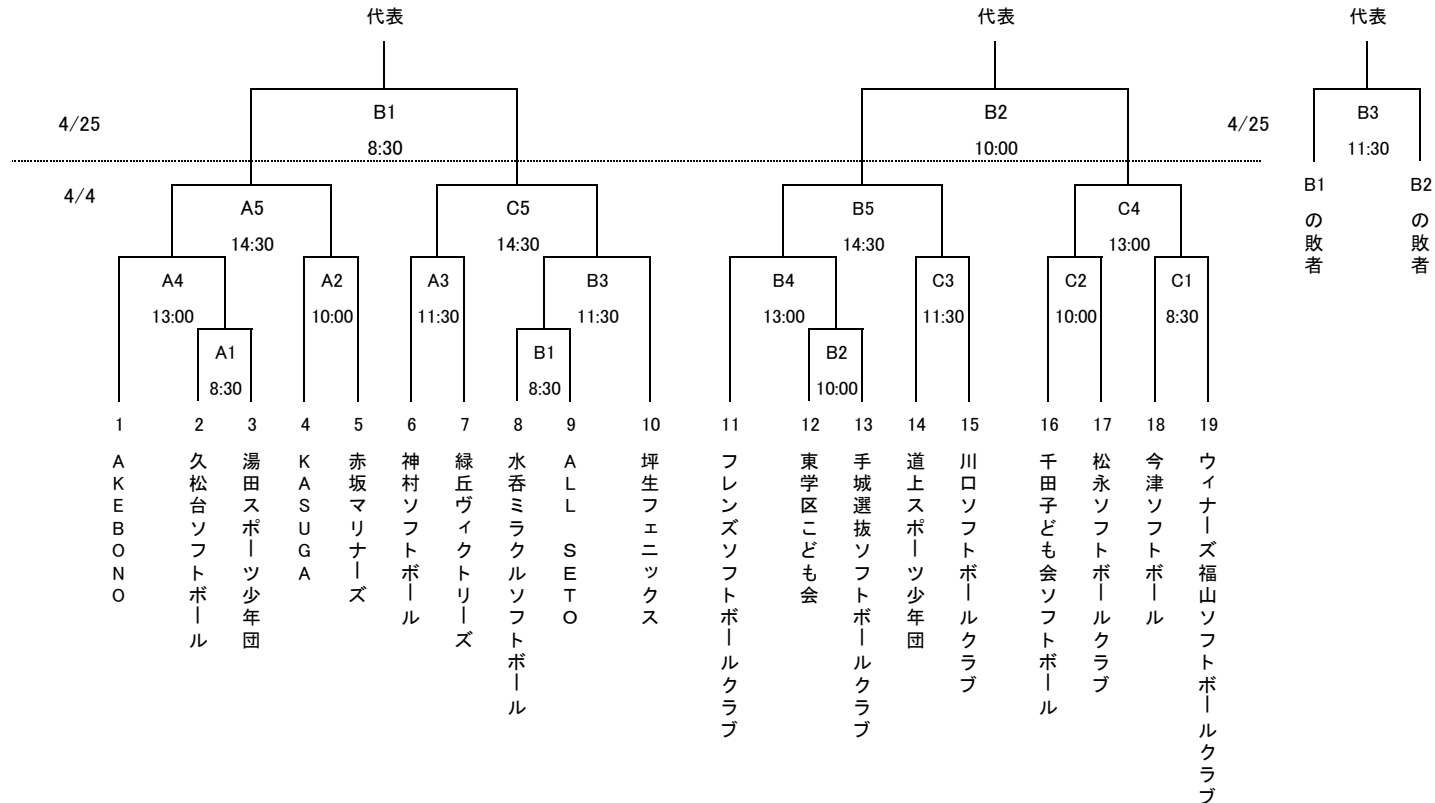 代表
代表
代表
B1
B2
B3
4/25
4/25
8:30
10:00
11:30
4/4
B1の敗者
B2の敗者
A5
C5
B5
C4
14:30
14:30
14:30
13:00
A4
A2
A3
B3
B4
C3
C2
C1
13:00
10:00
11:30
11:30
13:00
11:30
10:00
8:30
A1
B1
B2
8:30
8:30
10:00
1 AKEBONO
2 久松台ソフトボール
3 湯田スポーツ少年団
4 KASUGA
5 赤坂マリナーズ
6 神村ソフトボール
7 緑丘ヴィクトリーズ
8 水呑ミラクルソフトボール
9 ALL SETO
10 坪生フェニックス
11 フレンズソフトボールクラブ
12 東学区こども会
13 手城選抜ソフトボールクラブ
14 道上スポーツ少年団
15 川口ソフトボールクラブ
16 千田子ども会ソフトボール
17 松永ソフトボールクラブ
18 今津ソフトボール
19 ウィナーズ福山ソフトボールクラブ